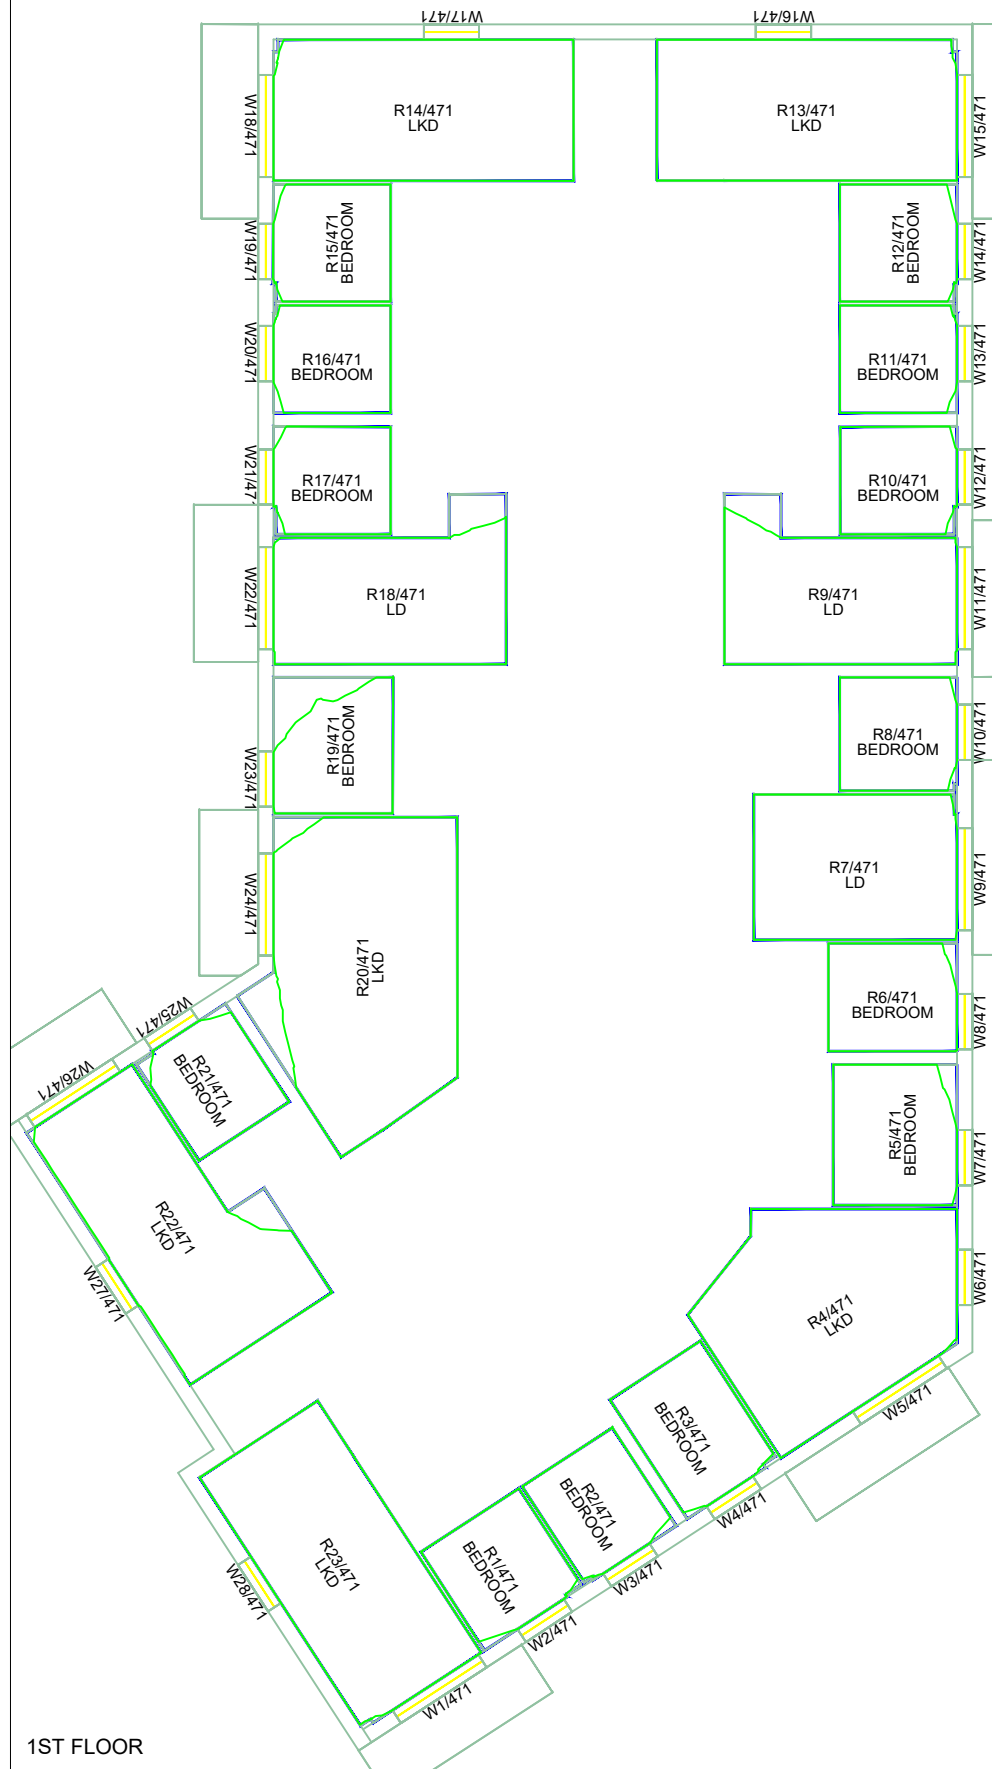 W17/471
W16/471
W18/471
R14/471
LKD
R13/471
LKD
W15/471
W19/471
R15/471
BEDROOM
R12/471
BEDROOM
W14/471
W20/471
R16/471
BEDROOM
R11/471
BEDROOM
W13/471
W21/471
R17/471
BEDROOM
R10/471
BEDROOM
W12/471
W22/471
R18/471
LD
R9/471
LD
W11/471
W23/471
R19/471
BEDROOM
R8/471
BEDROOM
W10/471
W24/471
R20/471
LKD
R7/471
LD
W9/471
R6/471
BEDROOM
W8/471
W25/471
W26/471
R21/471
BEDROOM
R5/471
BEDROOM
W7/471
R22/471
LKD
W27/471
R4/471
LKD
W6/471
W5/471
R3/471
BEDROOM
W4/471
R2/471
BEDROOM
W3/471
R1/471
BEDROOM
W2/471
R23/471
LKD
W28/471
W1/471
1ST FLOOR